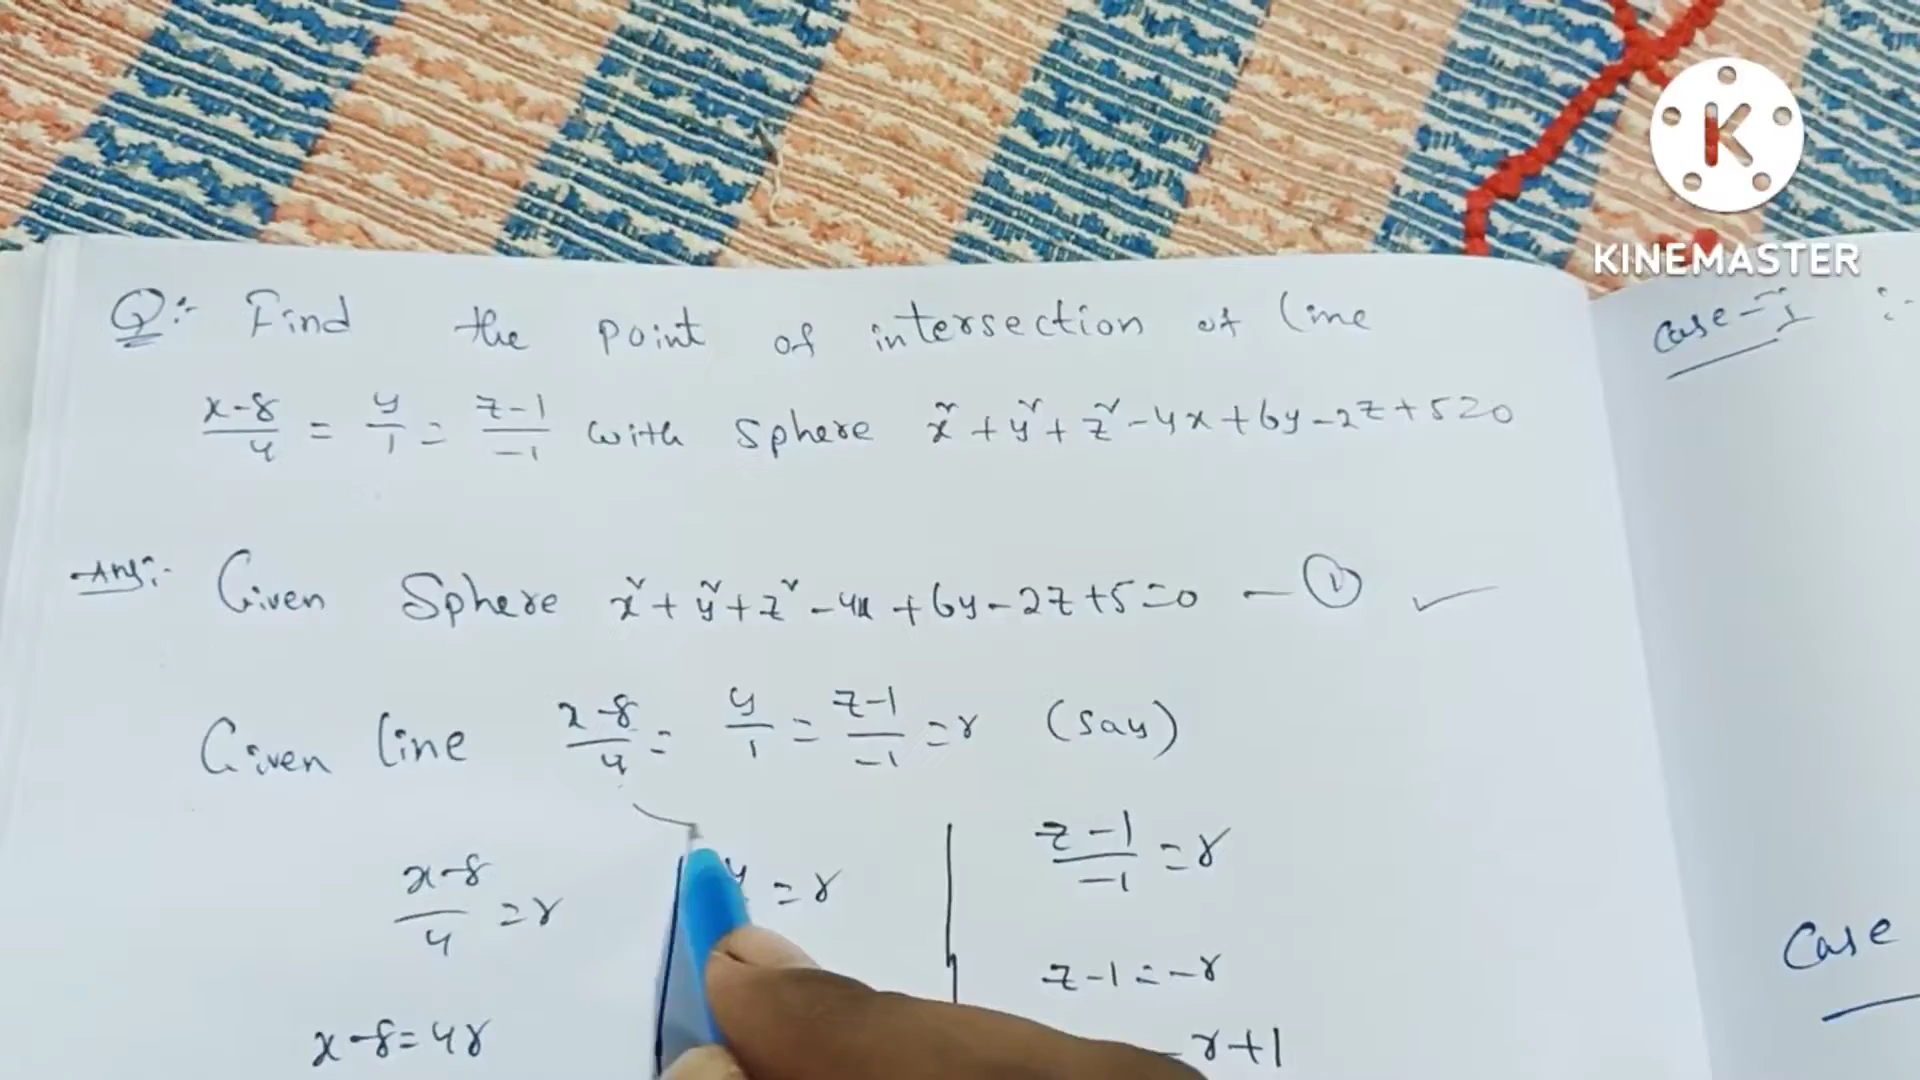 KINEMASTER
Q:- Find the point of intersection of line
x-8/4 = y/1 = z-1/-1 with sphere x²+y²+z²-4x+6y-2z+5=0
Ans:- Given Sphere x²+y²+z²-4x+6y-2z+5=0 — ①
Given line x-8/4 = y/1 = z-1/-1 = r (say)
x-8/4 = r y = r z-1/-1 = r
z-1=-r
x-8=4r -r+1
Case-I :-
Case